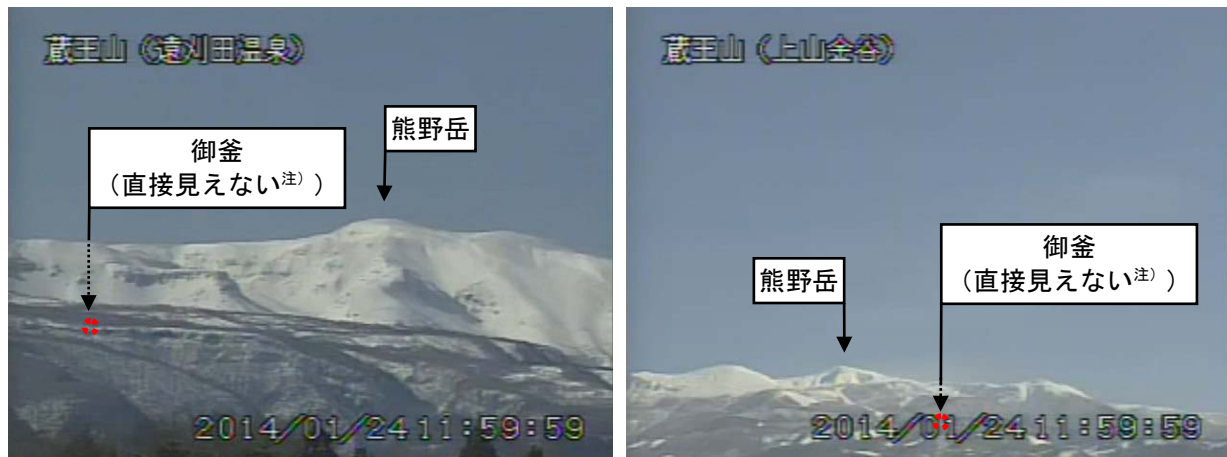 蔵王山（遠刈田温泉）
熊野岳
御釜
（直接見えない注））
2014/01/24 11:59:59
蔵王山（上山金谷）
御釜
（直接見えない注））
熊野岳
2014/01/24 11:59:59